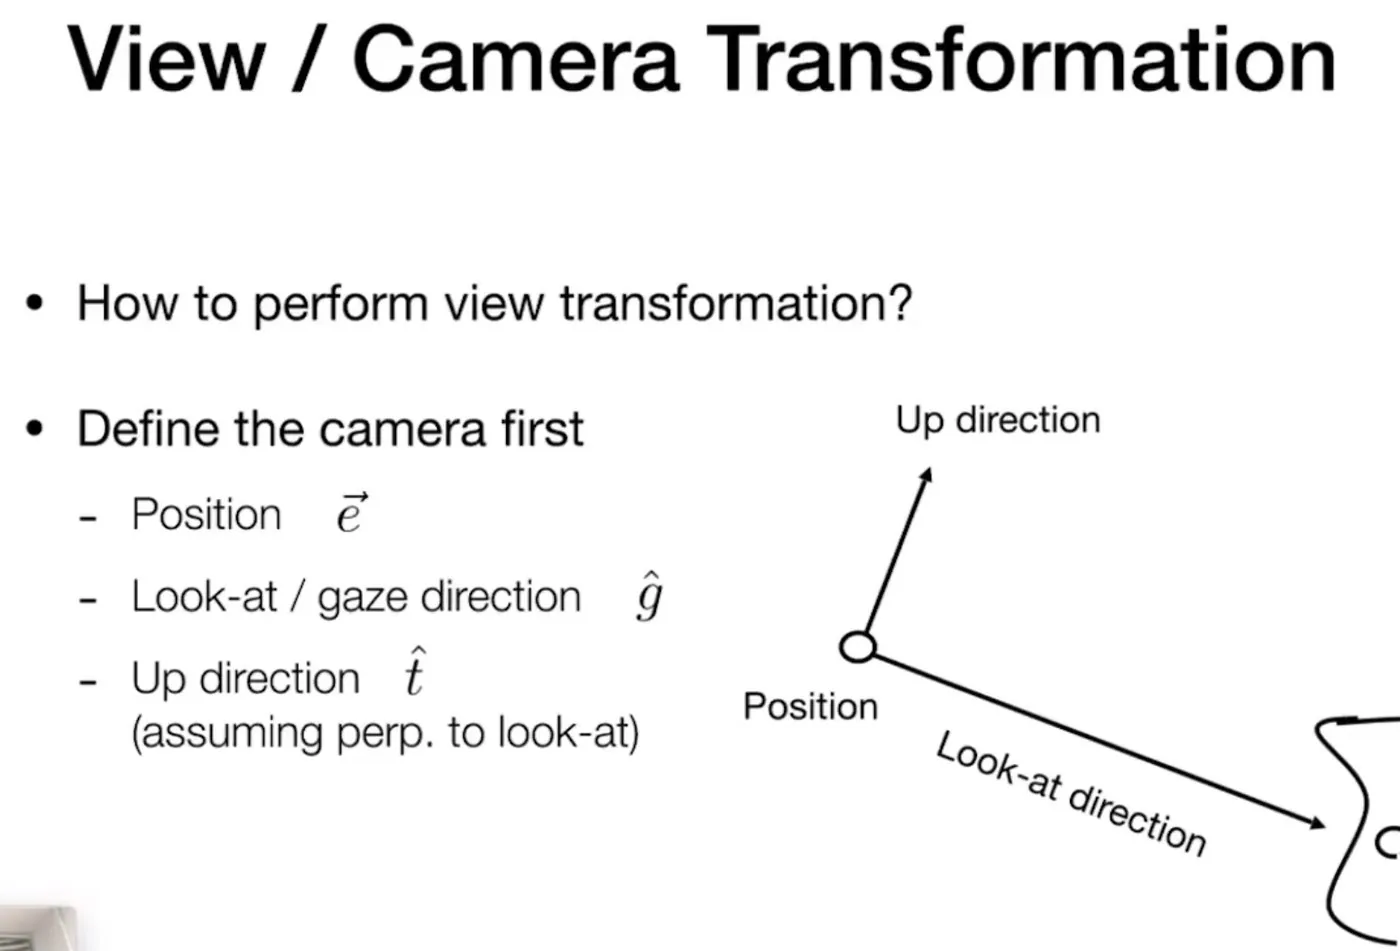 View / Camera Transformation
• How to perform view transformation?
• Define the camera first
- Position e⃗
- Look-at / gaze direction ĝ
- Up direction t̂
(assuming perp. to look-at)
Up direction
Position
Look-at direction